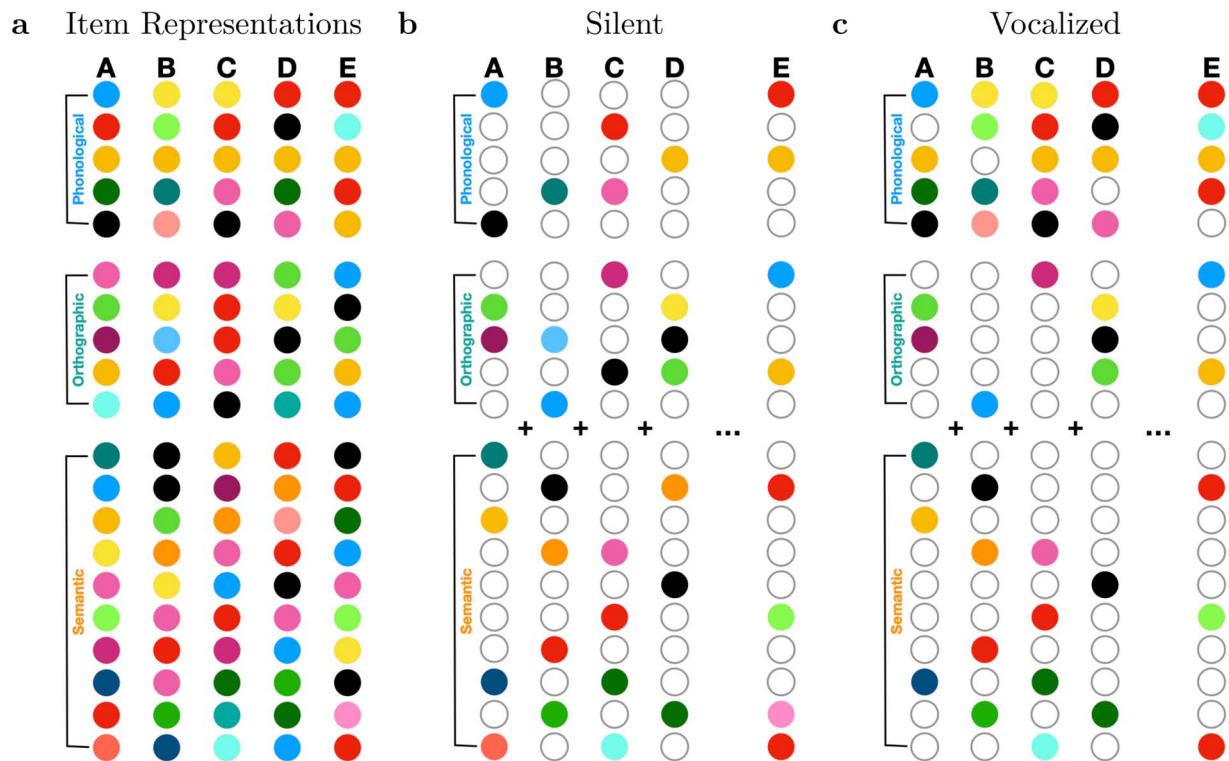 a Item Representations
A B C D E
Phonological
Orthographic
Semantic
b Silent
A B C D E
Phonological
Orthographic
+ + + ...
Semantic
c Vocalized
A B C D E
Phonological
Orthographic
+ + + ...
Semantic